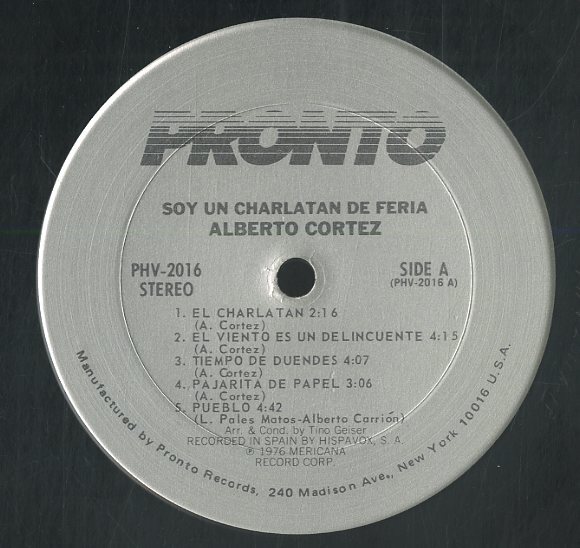 PRONTO
SOY UN CHARLATAN DE FERIA
ALBERTO CORTEZ
PHV-2016
STEREO
SIDE A
(PHV-2016 A)
1. EL CHARLATAN 2:16
(A. Cortez)
2. EL VIENTO ES UN DELINCUENTE 4:15
(A. Cortez)
3. TIEMPO DE DUENDES 4:07
(A. Cortez)
4. PAJARITA DE PAPEL 3:06
(A. Cortez)
5. PUEBLO 4:42
(L. Pales Matos-Alberto Carrión)
Arr. & Cond. by Tino Geiser
RECORDED IN SPAIN BY HISPAVOX, S. A.
℗ 1976 MERICANA
RECORD CORP.
Manufactured by Pronto Records, 240 Madison Ave., New York 10016 U.S.A.